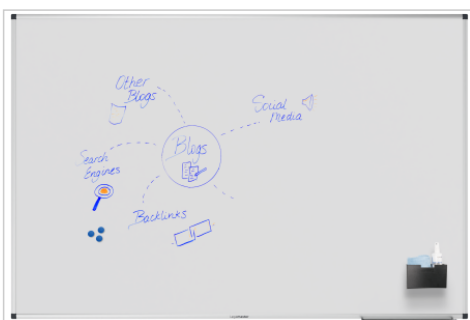 Other
Blogs
Social
Media
Blogs
Search
Engines
Backlinks